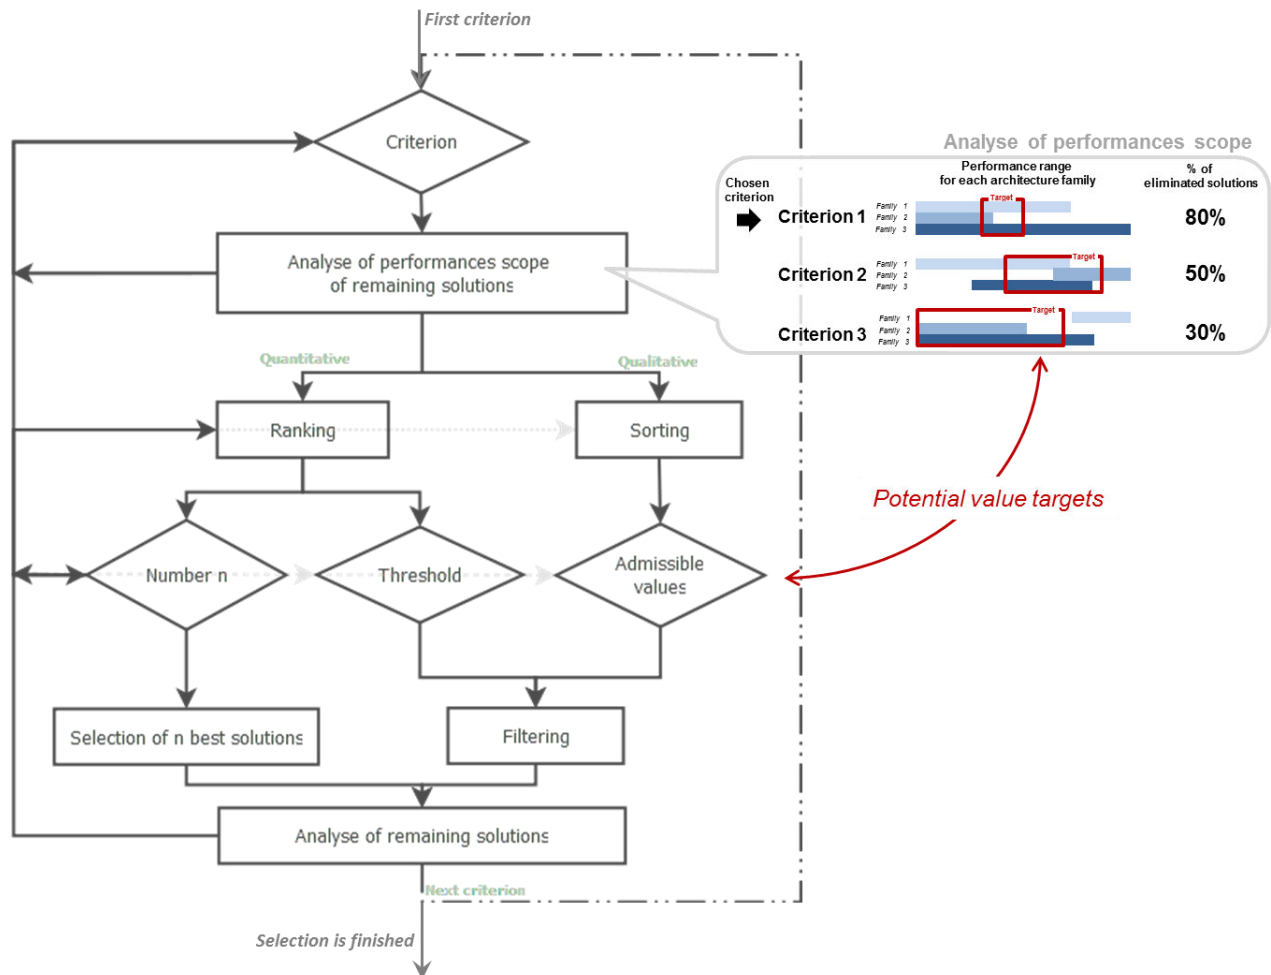 First criterion
Criterion
Analyse of performances scope
of remaining solutions
Quantitative
Qualitative
Ranking
Sorting
Number n
Threshold
Admissible
values
Selection of n best solutions
Filtering
Analyse of remaining solutions
Next criterion
Selection is finished
Analyse of performances scope
Chosen
criterion
Performance range
for each architecture family
% of
eliminated solutions
Criterion 1
Family 1
Family 2
Family 3
Target
80%
Criterion 2
Family 1
Family 2
Family 3
Target
50%
Criterion 3
Family 1
Family 2
Family 3
Target
30%
Potential value targets